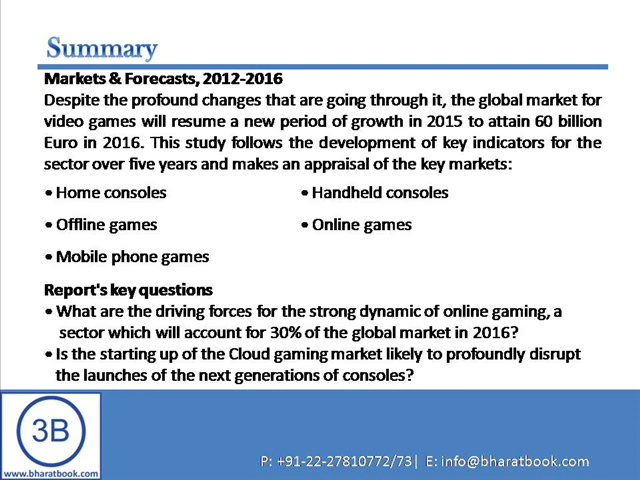 Summary
Markets & Forecasts, 2012-2016
Despite the profound changes that are going through it, the global market for
video games will resume a new period of growth in 2015 to attain 60 billion
Euro in 2016. This study follows the development of key indicators for the
sector over five years and makes an appraisal of the key markets:
• Home consoles
• Handheld consoles
• Offline games
• Online games
• Mobile phone games
Report's key questions
• What are the driving forces for the strong dynamic of online gaming, a
sector which will account for 30% of the global market in 2016?
• Is the starting up of the Cloud gaming market likely to profoundly disrupt
the launches of the next generations of consoles?
3B
www.bharatbook.com
P: +91-22-27810772/73| E: info@bharatbook.com